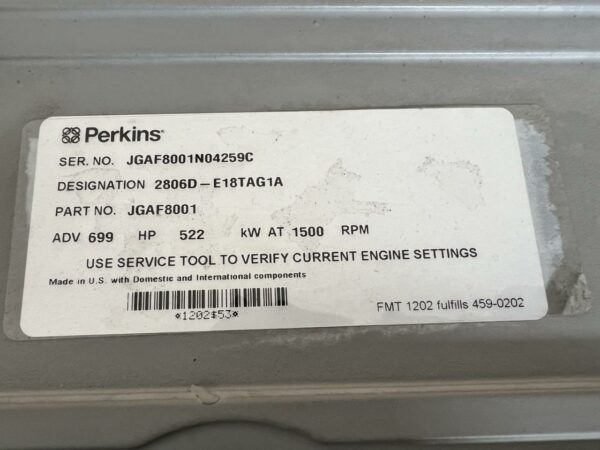 Perkins
SER. NO. JGAF8001N04259C
DESIGNATION 2806D-E18TAG1A
PART NO. JGAF8001
ADV 699 HP 522 kW AT 1500 RPM
USE SERVICE TOOL TO VERIFY CURRENT ENGINE SETTINGS
Made in U.S. with Domestic and International components
*1202$53*
FMT 1202 fulfills 459-0202